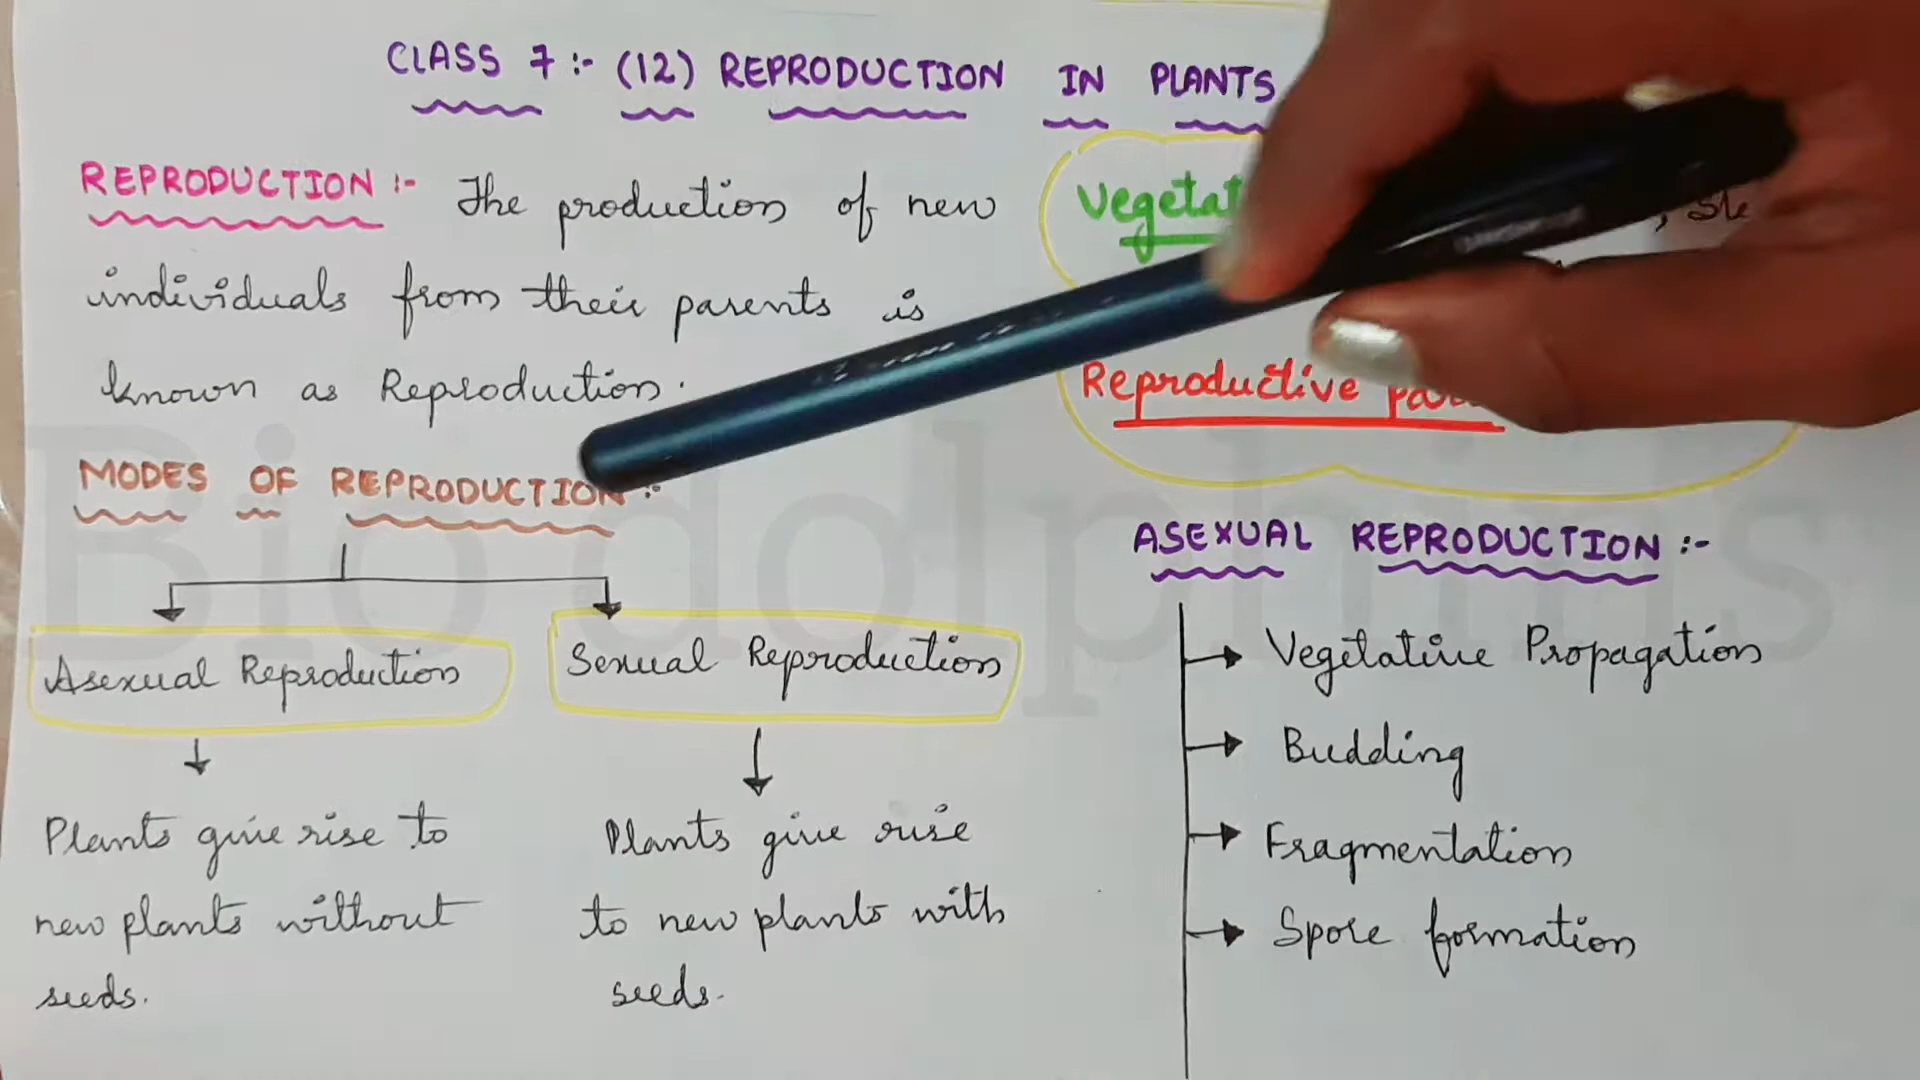 CLASS 7 :- (12) REPRODUCTION IN PLANTS
REPRODUCTION :- The production of new
individuals from their parents is
known as Reproduction.
MODES OF REPRODUCTION :-
Asexual Reproduction
Sexual Reproduction
Plants give rise to
new plants without
seeds.
Plants give rise
to new plants with
seeds.
Reproductive
ASEXUAL REPRODUCTION :-
Vegetative Propagation
Budding
Fragmentation
Spore formation
Bio dolphins